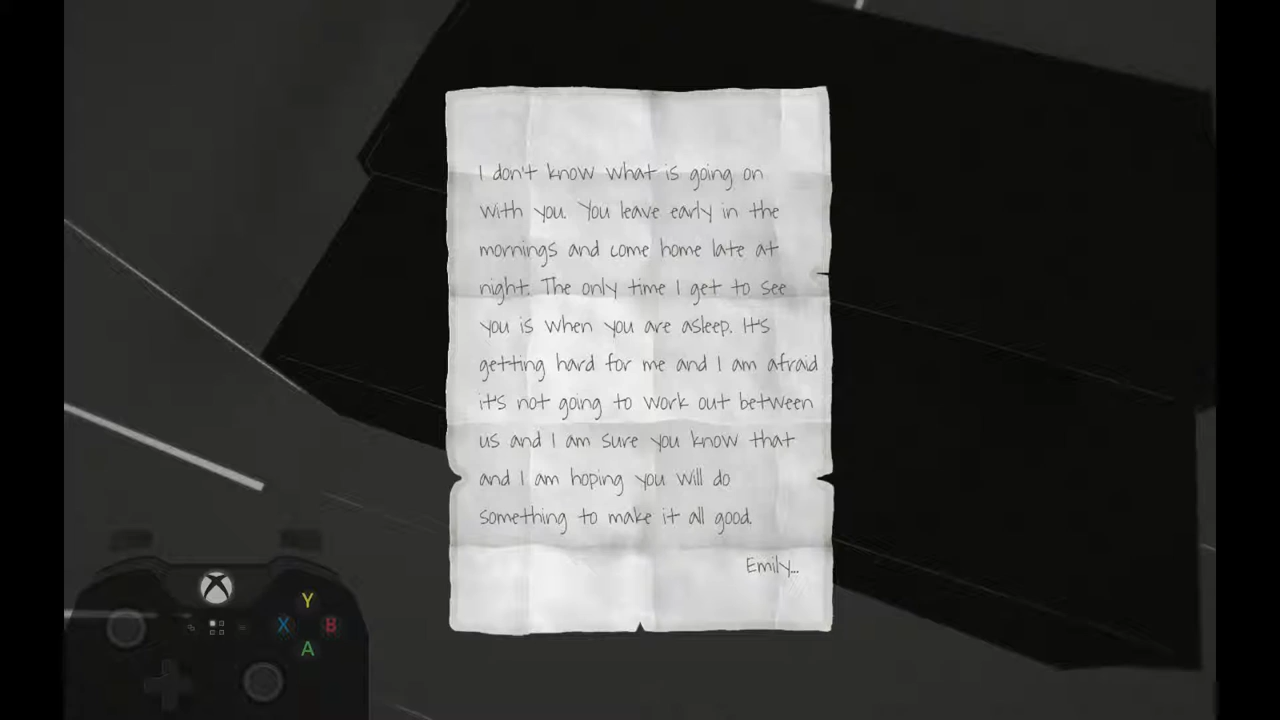 I don't know what is going on
with you. You leave early in the
mornings and come home late at
night. The only time I get to see
you is when you are asleep. It's
getting hard for me and I am afraid
it's not going to work out between
us and I am sure you know that
and I am hoping you will do
something to make it all good.
Emily...
Y
X B
A